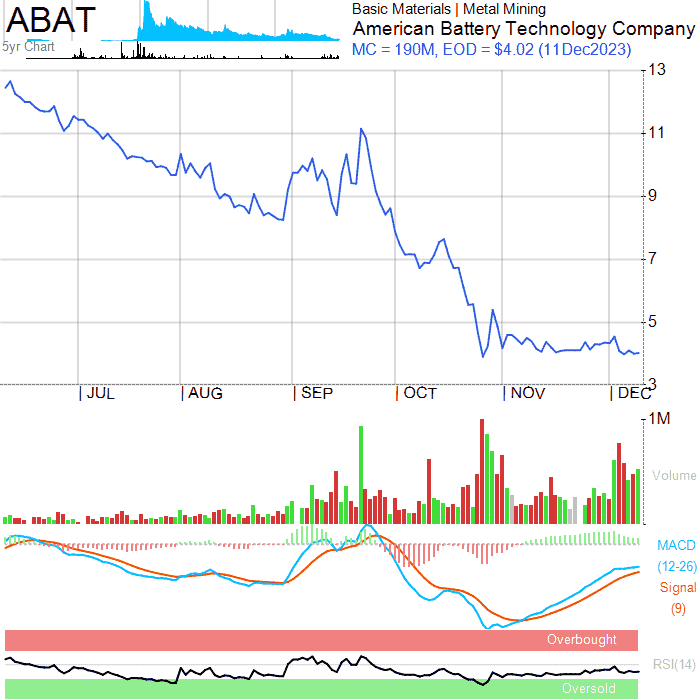 ABAT
5yr Chart
Basic Materials | Metal Mining
American Battery Technology Company
MC = 190M, EOD = $4.02 (11Dec2023)
13
11
9
7
5
3
JUL AUG SEP OCT NOV DEC
1M
Volume
MACD
(12-26)
Signal
(9)
Overbought
RSI(14)
Oversold